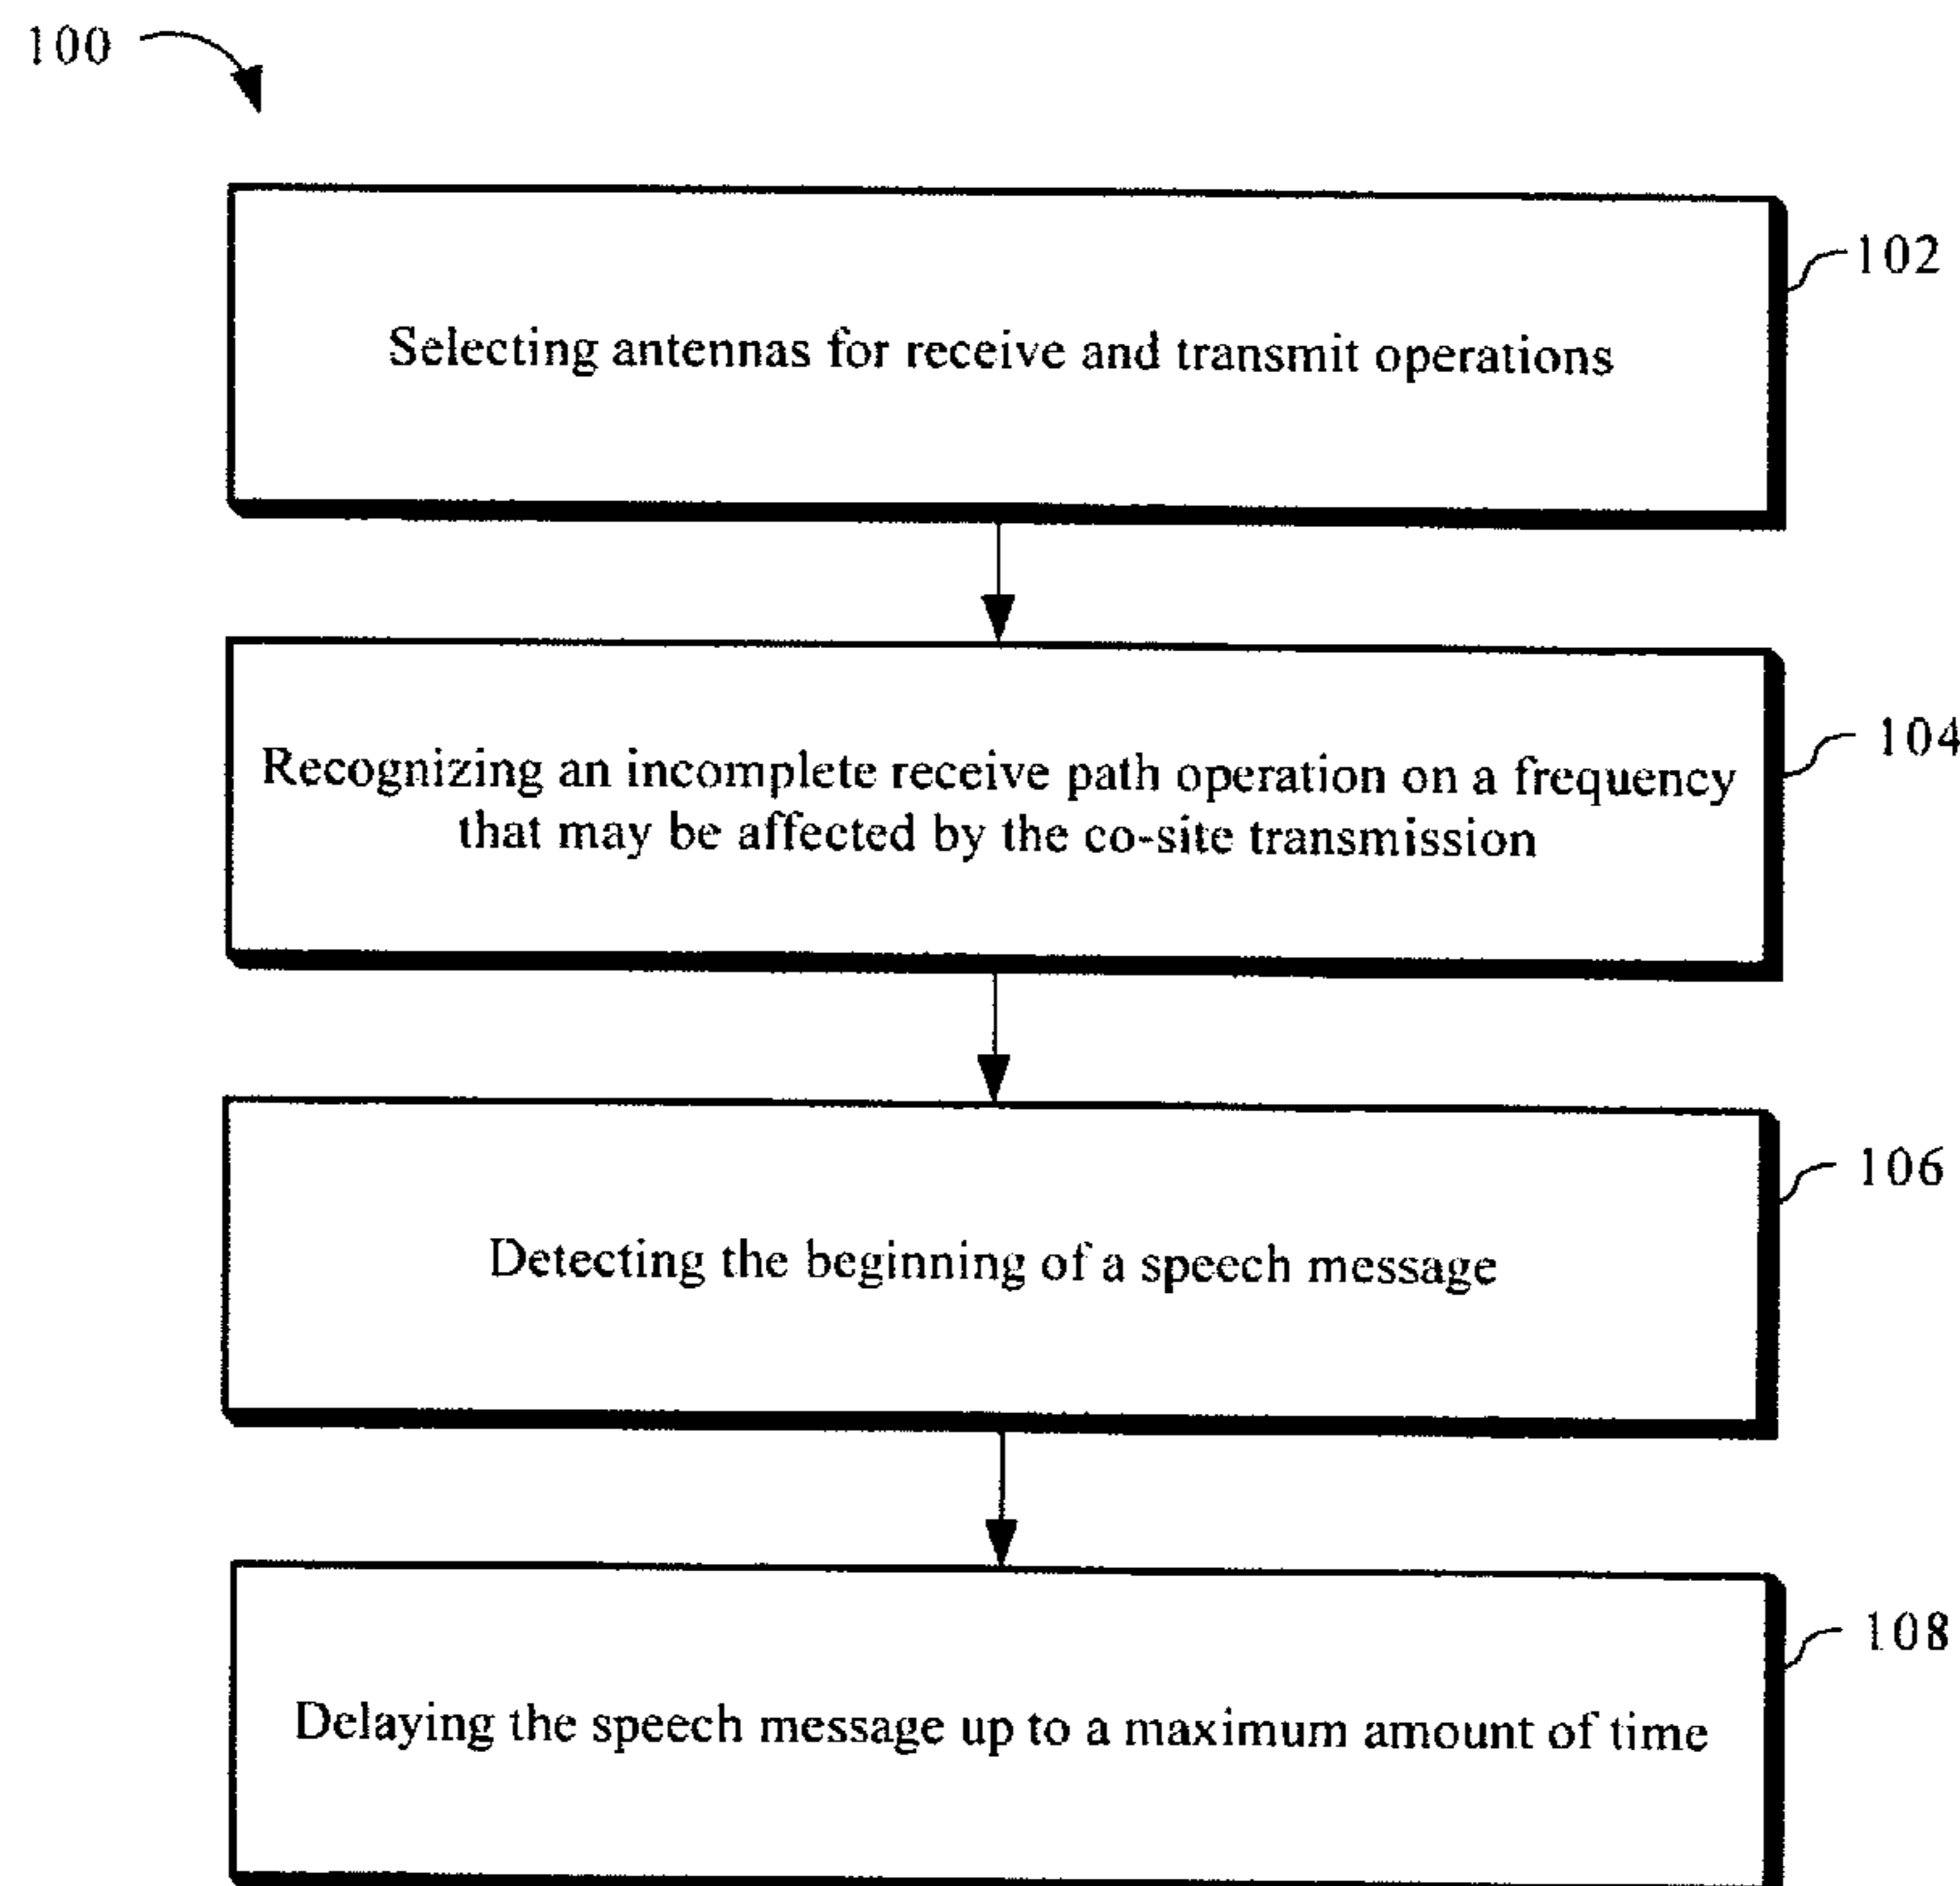 100
102
Selecting antennas for receive and transmit operations
104
Recognizing an incomplete receive path operation on a frequency
that may be affected by the co-site transmission
106
Detecting the beginning of a speech message
108
Delaying the speech message up to a maximum amount of time